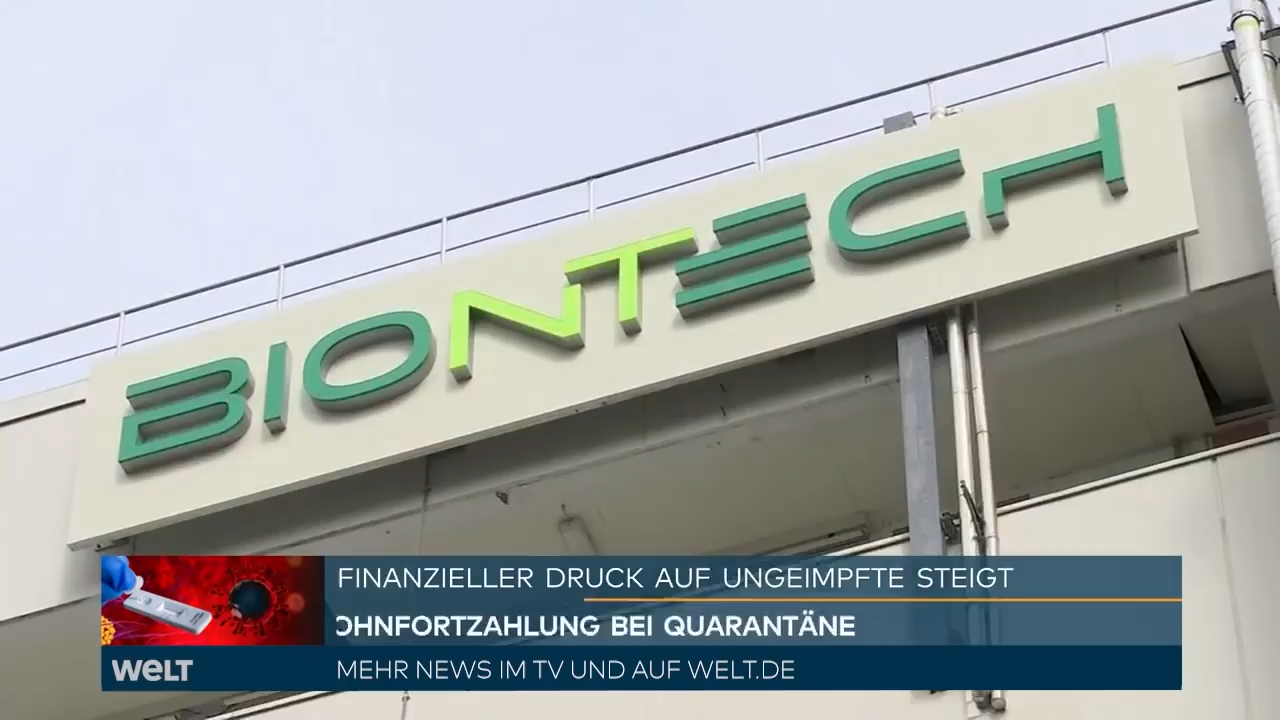 BIONTECH
FINANZIELLER DRUCK AUF UNGEIMPFTE STEIGT
OHNFORTZAHLUNG BEI QUARANTÄNE
WELT
MEHR NEWS IM TV UND AUF WELT.DE